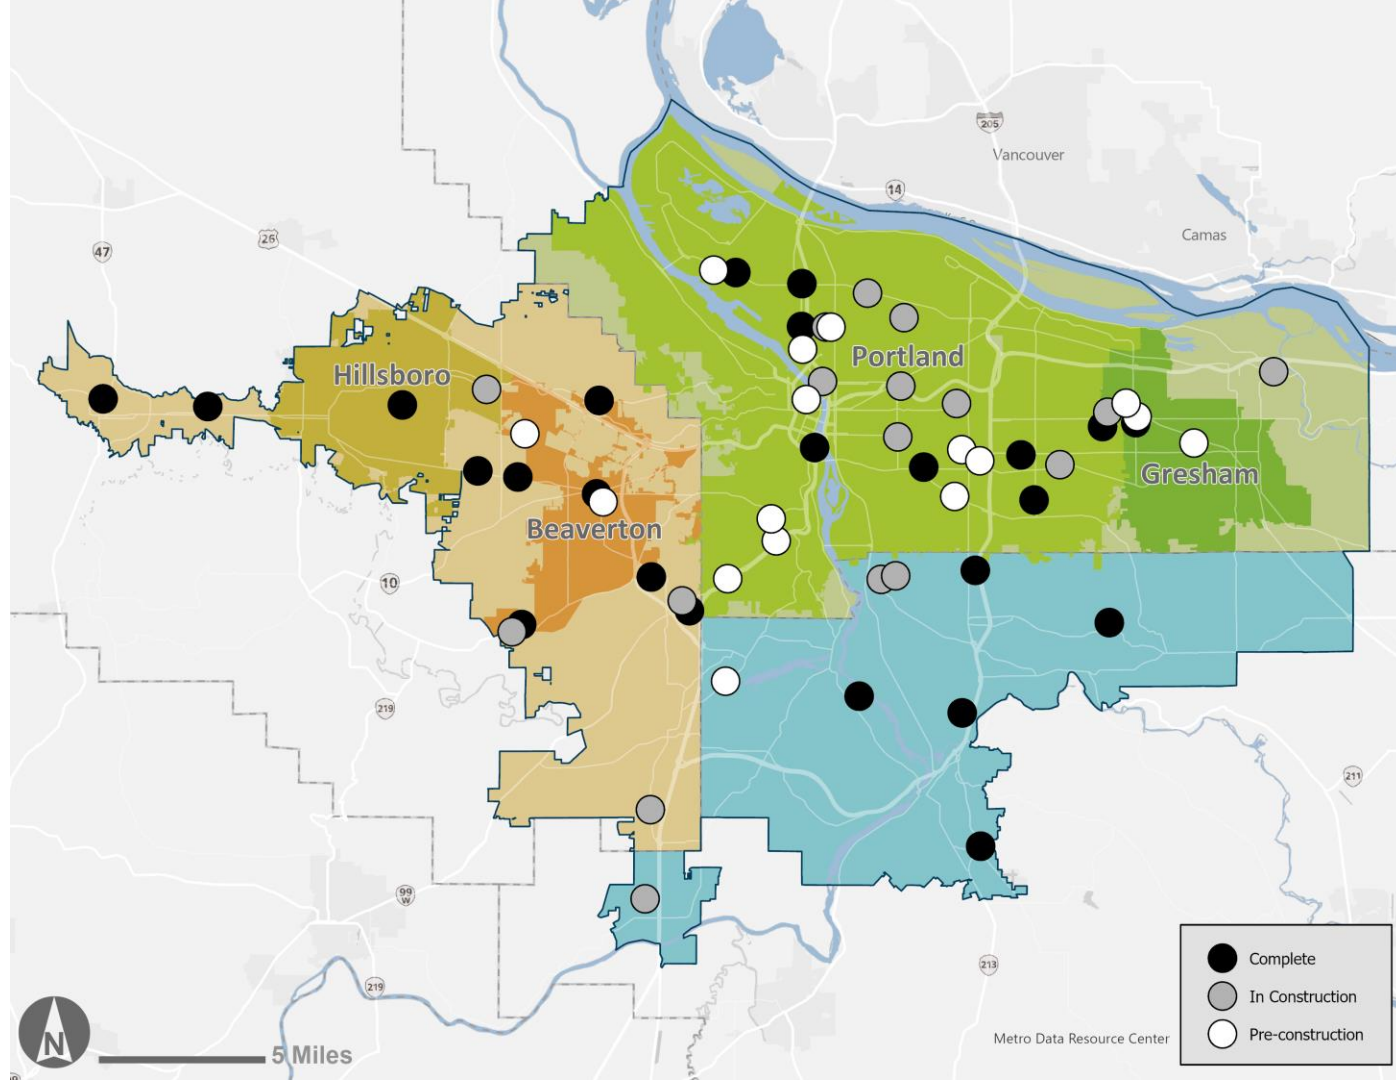 205
Vancouver
14
Camas
26
47
Portland
Hillsboro
Gresham
Beaverton
10
219
211
99
W
213
219
Complete
In Construction
Pre-construction
Metro Data Resource Center
N
5 Miles